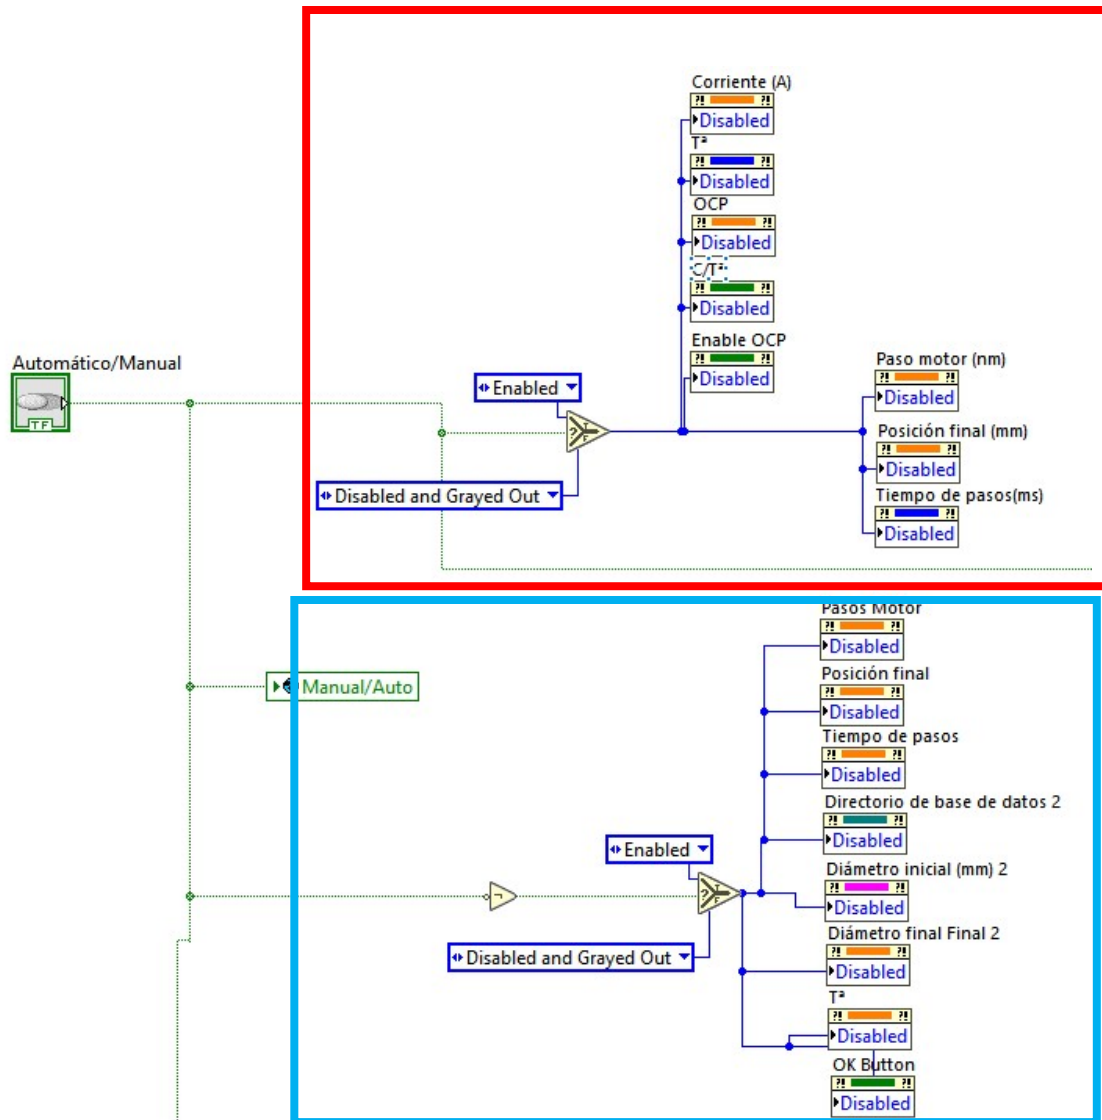 Corriente (A)
?! ?!
Disabled
Tª
?! ?!
Disabled
OCP
?! ?!
Disabled
C/Tª
?! ?!
Disabled
Enable OCP
?! ?!
Disabled
Automático/Manual
TF
Enabled
? T F
Disabled and Grayed Out
Paso motor (nm)
?! ?!
Disabled
Posición final (mm)
?! ?!
Disabled
Tiempo de pasos(ms)
?! ?!
Disabled
Manual/Auto
Pasos Motor
?! ?!
Disabled
Posición final
?! ?!
Disabled
Tiempo de pasos
?! ?!
Disabled
Directorio de base de datos 2
?! ?!
Disabled
Enabled
? T F
Disabled and Grayed Out
Diámetro inicial (mm) 2
?! ?!
Disabled
Diámetro final Final 2
?! ?!
Disabled
Tª
?! ?!
Disabled
OK Button
?! ?!
Disabled